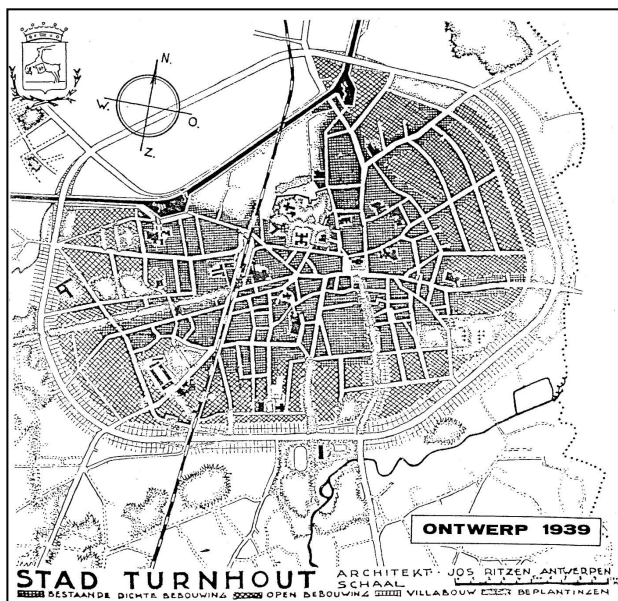 N.
W.
O.
Z.
ONTWERP 1939
STAD TURNHOUT
ARCHITEKT · JOS RITZEN ANTWERPEN
SCHAAL
BESTAANDE DICHTE BEBOUWING OPEN BEBOUWING VILLABOUW BEPLANTINGEN